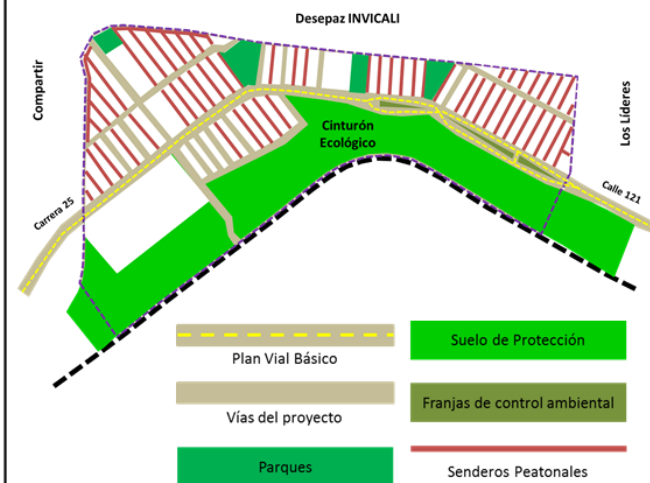 Desepaz INVICALI
Compartir
Los Líderes
Cinturón
Ecológico
Carrera 25
Calle 121
Plan Vial Básico
Suelo de Protección
Vías del proyecto
Franjas de control ambiental
Parques
Senderos Peatonales